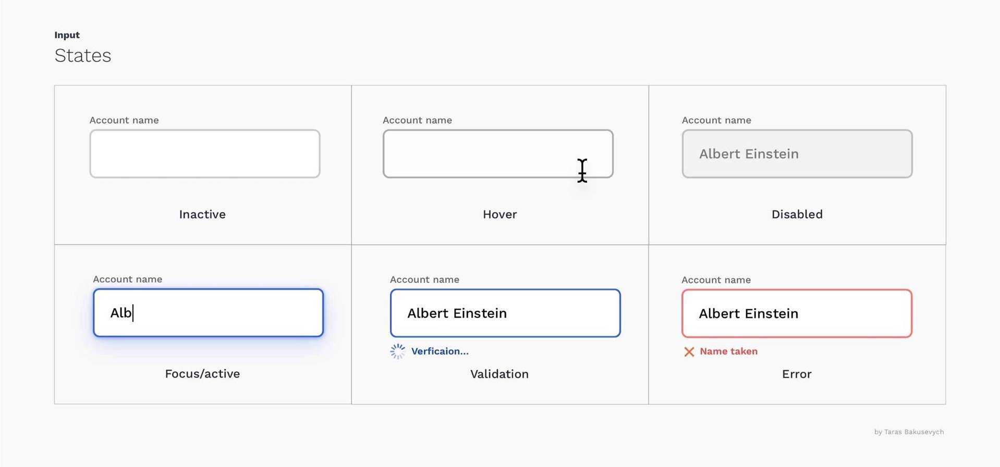 Input
States
Account name
Account name
Account name
Albert Einstein
Inactive
Hover
Disabled
Account name
Account name
Account name
Alb
Albert Einstein
Albert Einstein
Verficaion...
Name taken
Focus/active
Validation
Error
by Taras Bakusevych